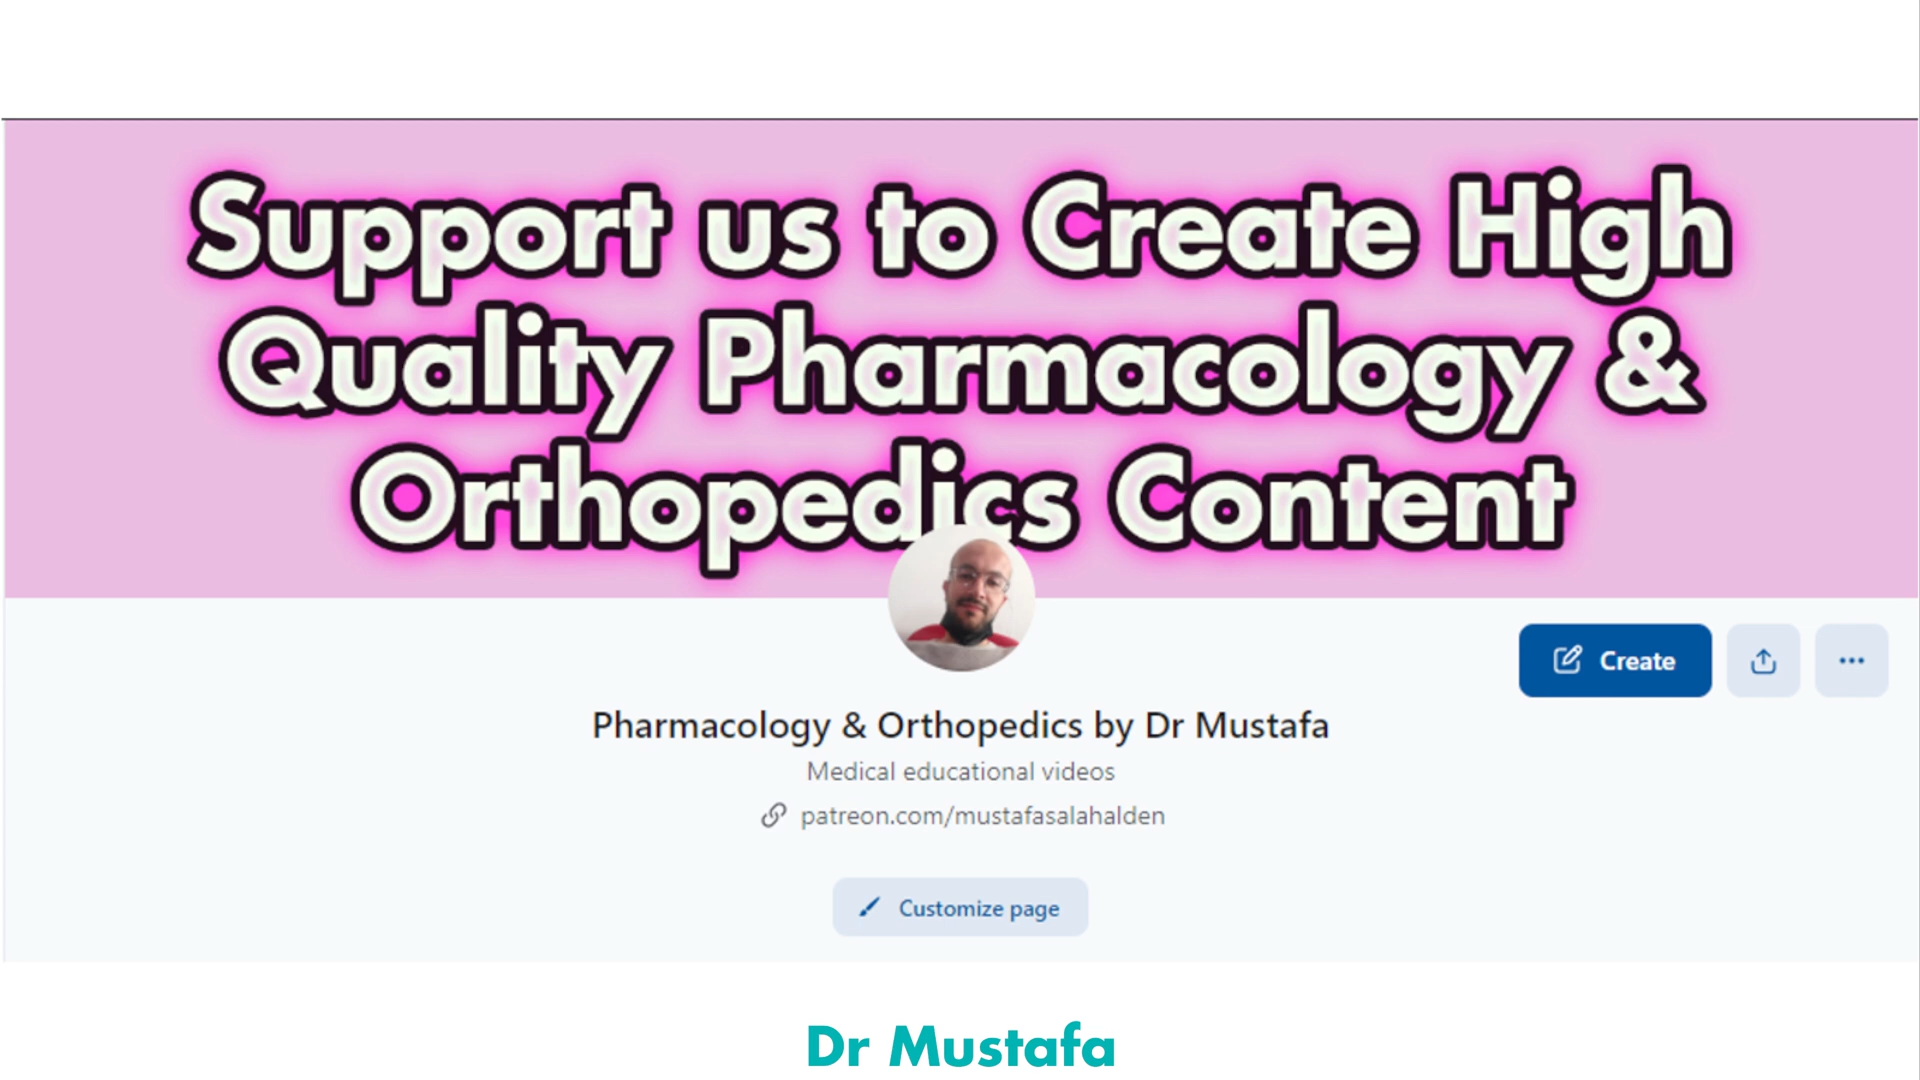 Support us to Create High
Quality Pharmacology &
Orthopedics Content
Create
Pharmacology & Orthopedics by Dr Mustafa
Medical educational videos
patreon.com/mustafasalahalden
Customize page
Dr Mustafa